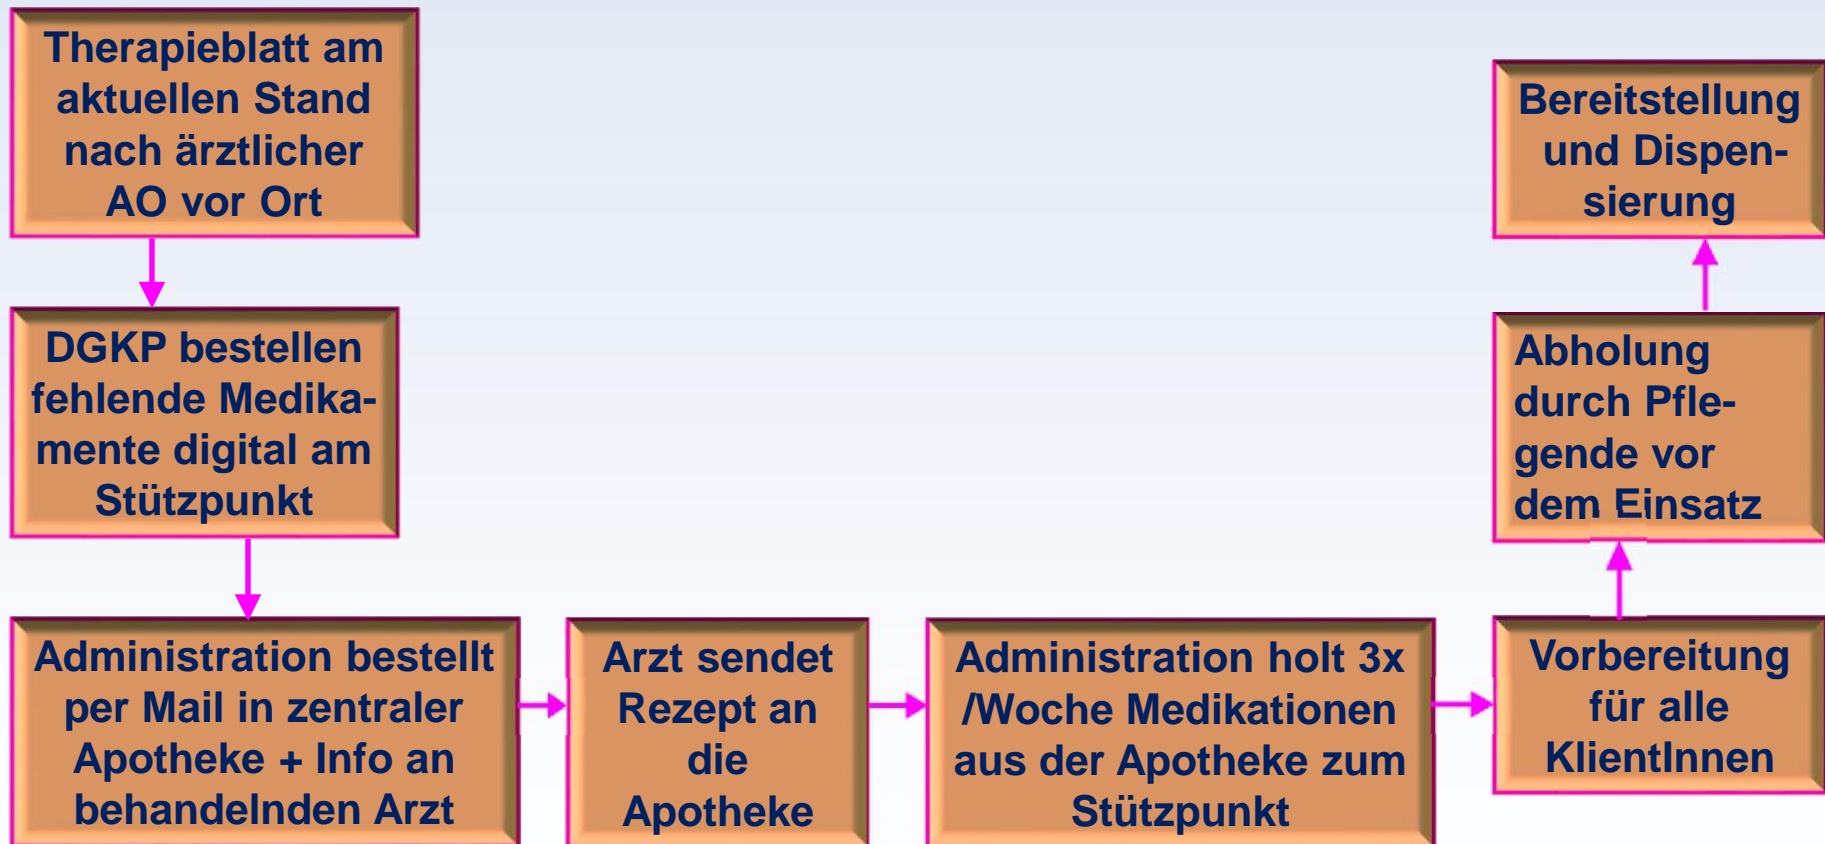 Therapieblatt am
aktuellen Stand
nach ärztlicher
AO vor Ort
DGKP bestellen
fehlende Medika-
mente digital am
Stützpunkt
Administration bestellt
per Mail in zentraler
Apotheke + Info an
behandelnden Arzt
Arzt sendet
Rezept an
die
Apotheke
Administration holt 3x
/Woche Medikationen
aus der Apotheke zum
Stützpunkt
Vorbereitung
für alle
KlientInnen
Abholung
durch Pfle-
gende vor
dem Einsatz
Bereitstellung
und Dispen-
sierung